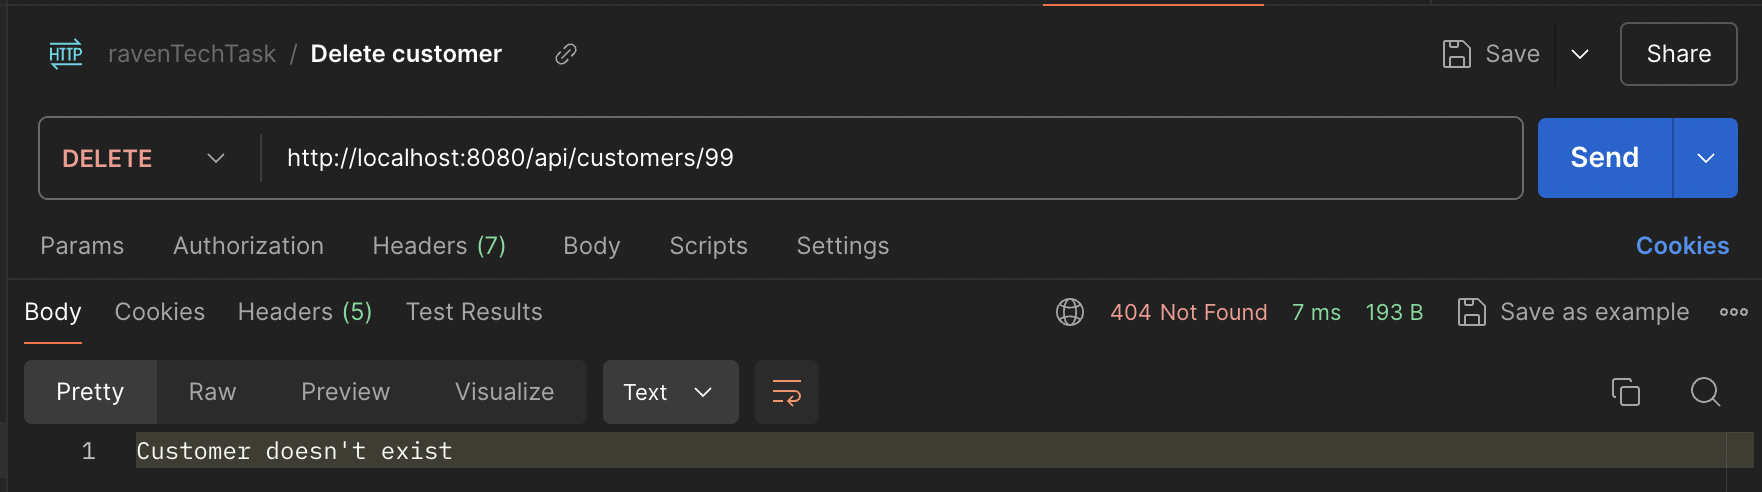 HTTP ravenTechTask / Delete customer Save Share
DELETE http://localhost:8080/api/customers/99 Send
Params Authorization Headers (7) Body Scripts Settings Cookies
Body Cookies Headers (5) Test Results 404 Not Found 7 ms 193 B Save as example
Pretty Raw Preview Visualize Text
1 Customer doesn't exist